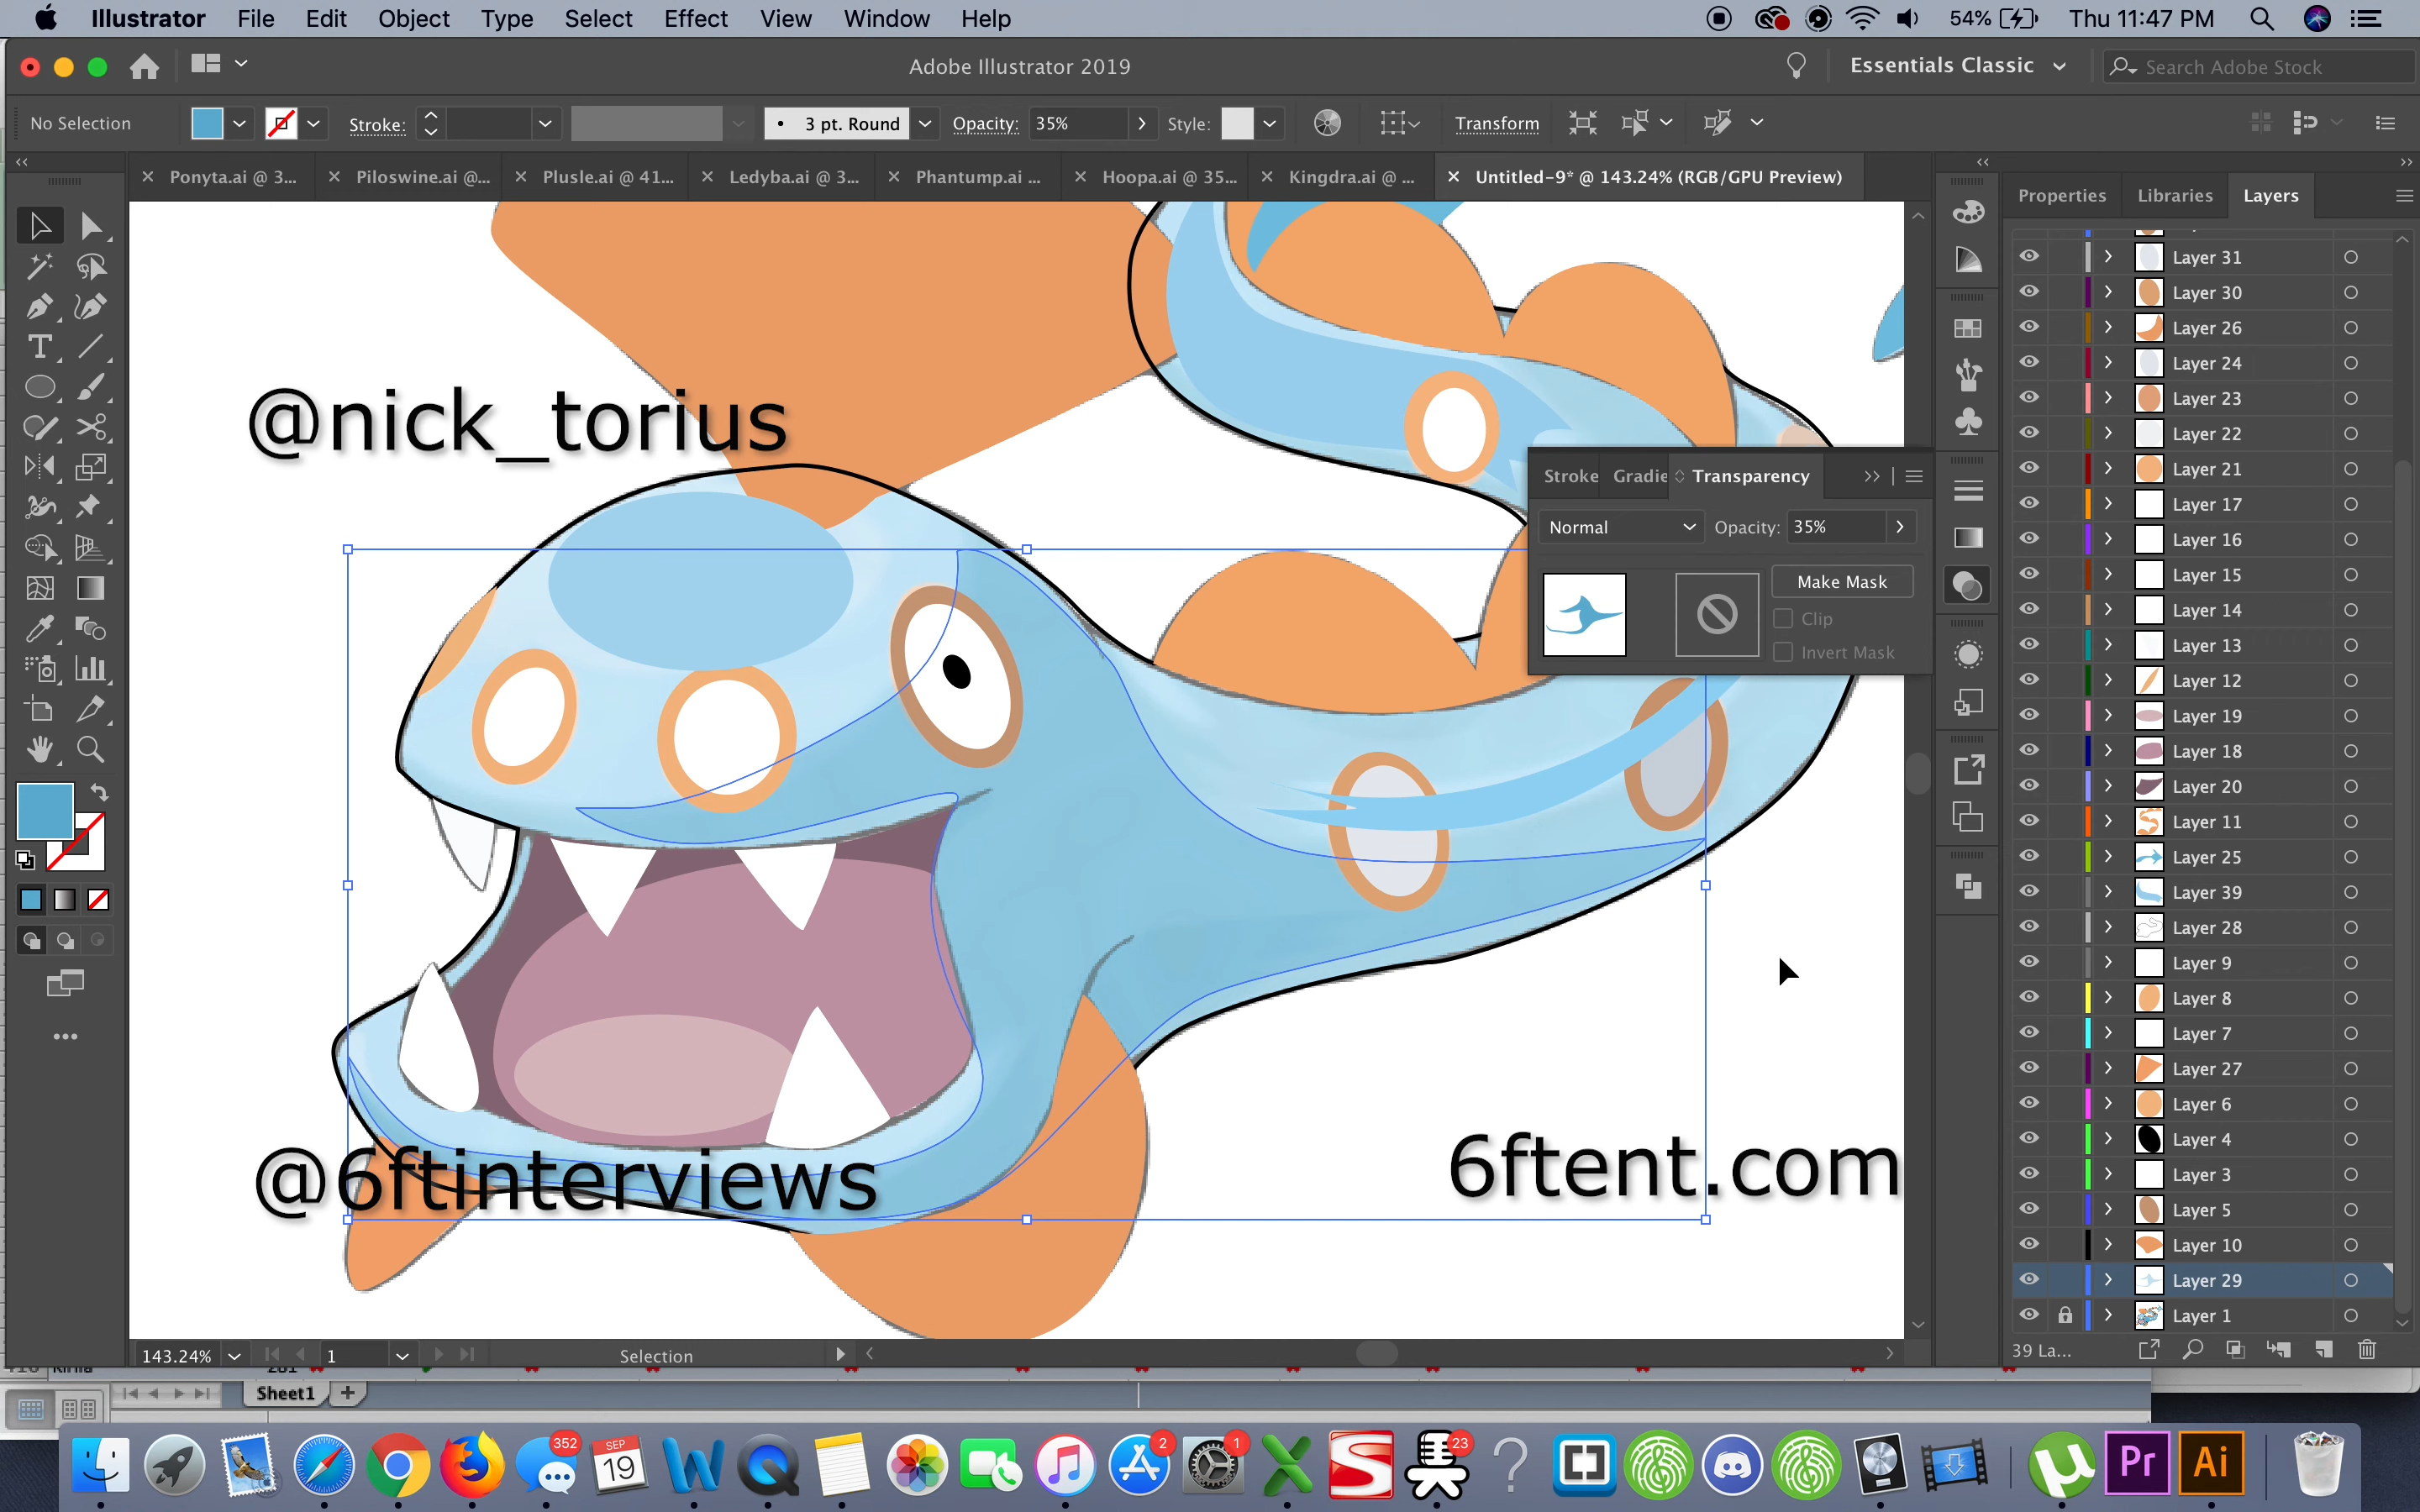 Illustrator File Edit Object Type Select Effect View Window Help 54% Thu 11:47 PM
Adobe Illustrator 2019 Essentials Classic Search Adobe Stock
No Selection Stroke: 3 pt. Round Opacity: 35% Style: Transform
Ponyta.ai @ 3... Piloswine.ai @... Plusle.ai @ 41... Ledyba.ai @ 3... Phantump.ai ... Hoopa.ai @ 35... Kingdra.ai @ ... Untitled-9* @ 143.24% (RGB/GPU Preview)
Properties Libraries Layers
Layer 31
Layer 30
Layer 26
Layer 24
Layer 23
Layer 22
Layer 21
Layer 17
Layer 16
Layer 15
Layer 14
Layer 13
Layer 12
Layer 19
Layer 18
Layer 20
Layer 11
Layer 25
Layer 39
Layer 28
Layer 9
Layer 8
Layer 7
Layer 27
Layer 6
Layer 4
Layer 3
Layer 5
Layer 10
Layer 29
Layer 1
39 La...
@nick_torius
Stroke Gradie Transparency
Normal Opacity: 35%
Make Mask
Clip
Invert Mask
@6ftinterviews
6ftent.com
143.24% 1 Selection
Sheet1
352 SEP 19 2 1 23 Pr Ai